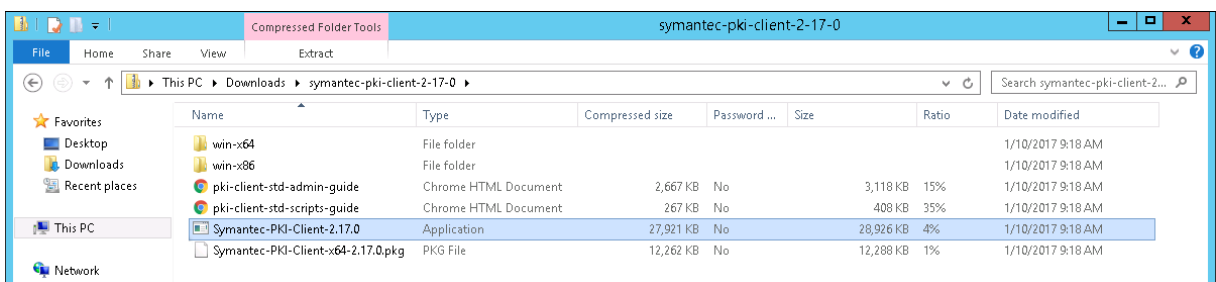 Compressed Folder Tools symantec-pki-client-2-17-0
File Home Share View Extract
This PC Downloads symantec-pki-client-2-17-0 Search symantec-pki-client-2...
Favorites Name Type Compressed size Password ... Size Ratio Date modified
Desktop win-x64 File folder 1/10/2017 9:18 AM
Downloads win-x86 File folder 1/10/2017 9:18 AM
Recent places pki-client-std-admin-guide Chrome HTML Document 2,667 KB No 3,118 KB 15% 1/10/2017 9:18 AM
pki-client-std-scripts-guide Chrome HTML Document 267 KB No 408 KB 35% 1/10/2017 9:18 AM
This PC Symantec-PKI-Client-2.17.0 Application 27,921 KB No 28,926 KB 4% 1/10/2017 9:18 AM
Symantec-PKI-Client-x64-2.17.0.pkg PKG File 12,262 KB No 12,288 KB 1% 1/10/2017 9:18 AM
Network